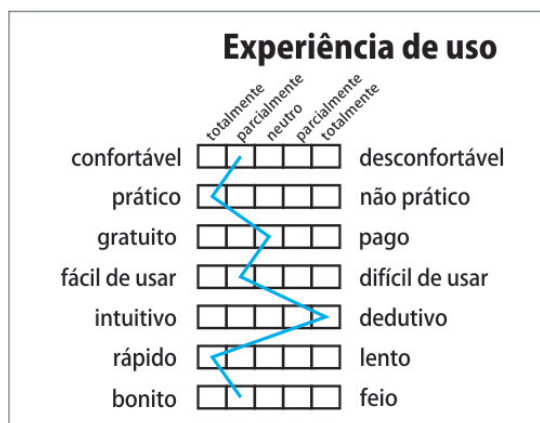 Experiência de uso
totalmente parcialmente neutro parcialmente totalmente
confortável desconfortável
prático não prático
gratuito pago
fácil de usar difícil de usar
intuitivo dedutivo
rápido lento
bonito feio